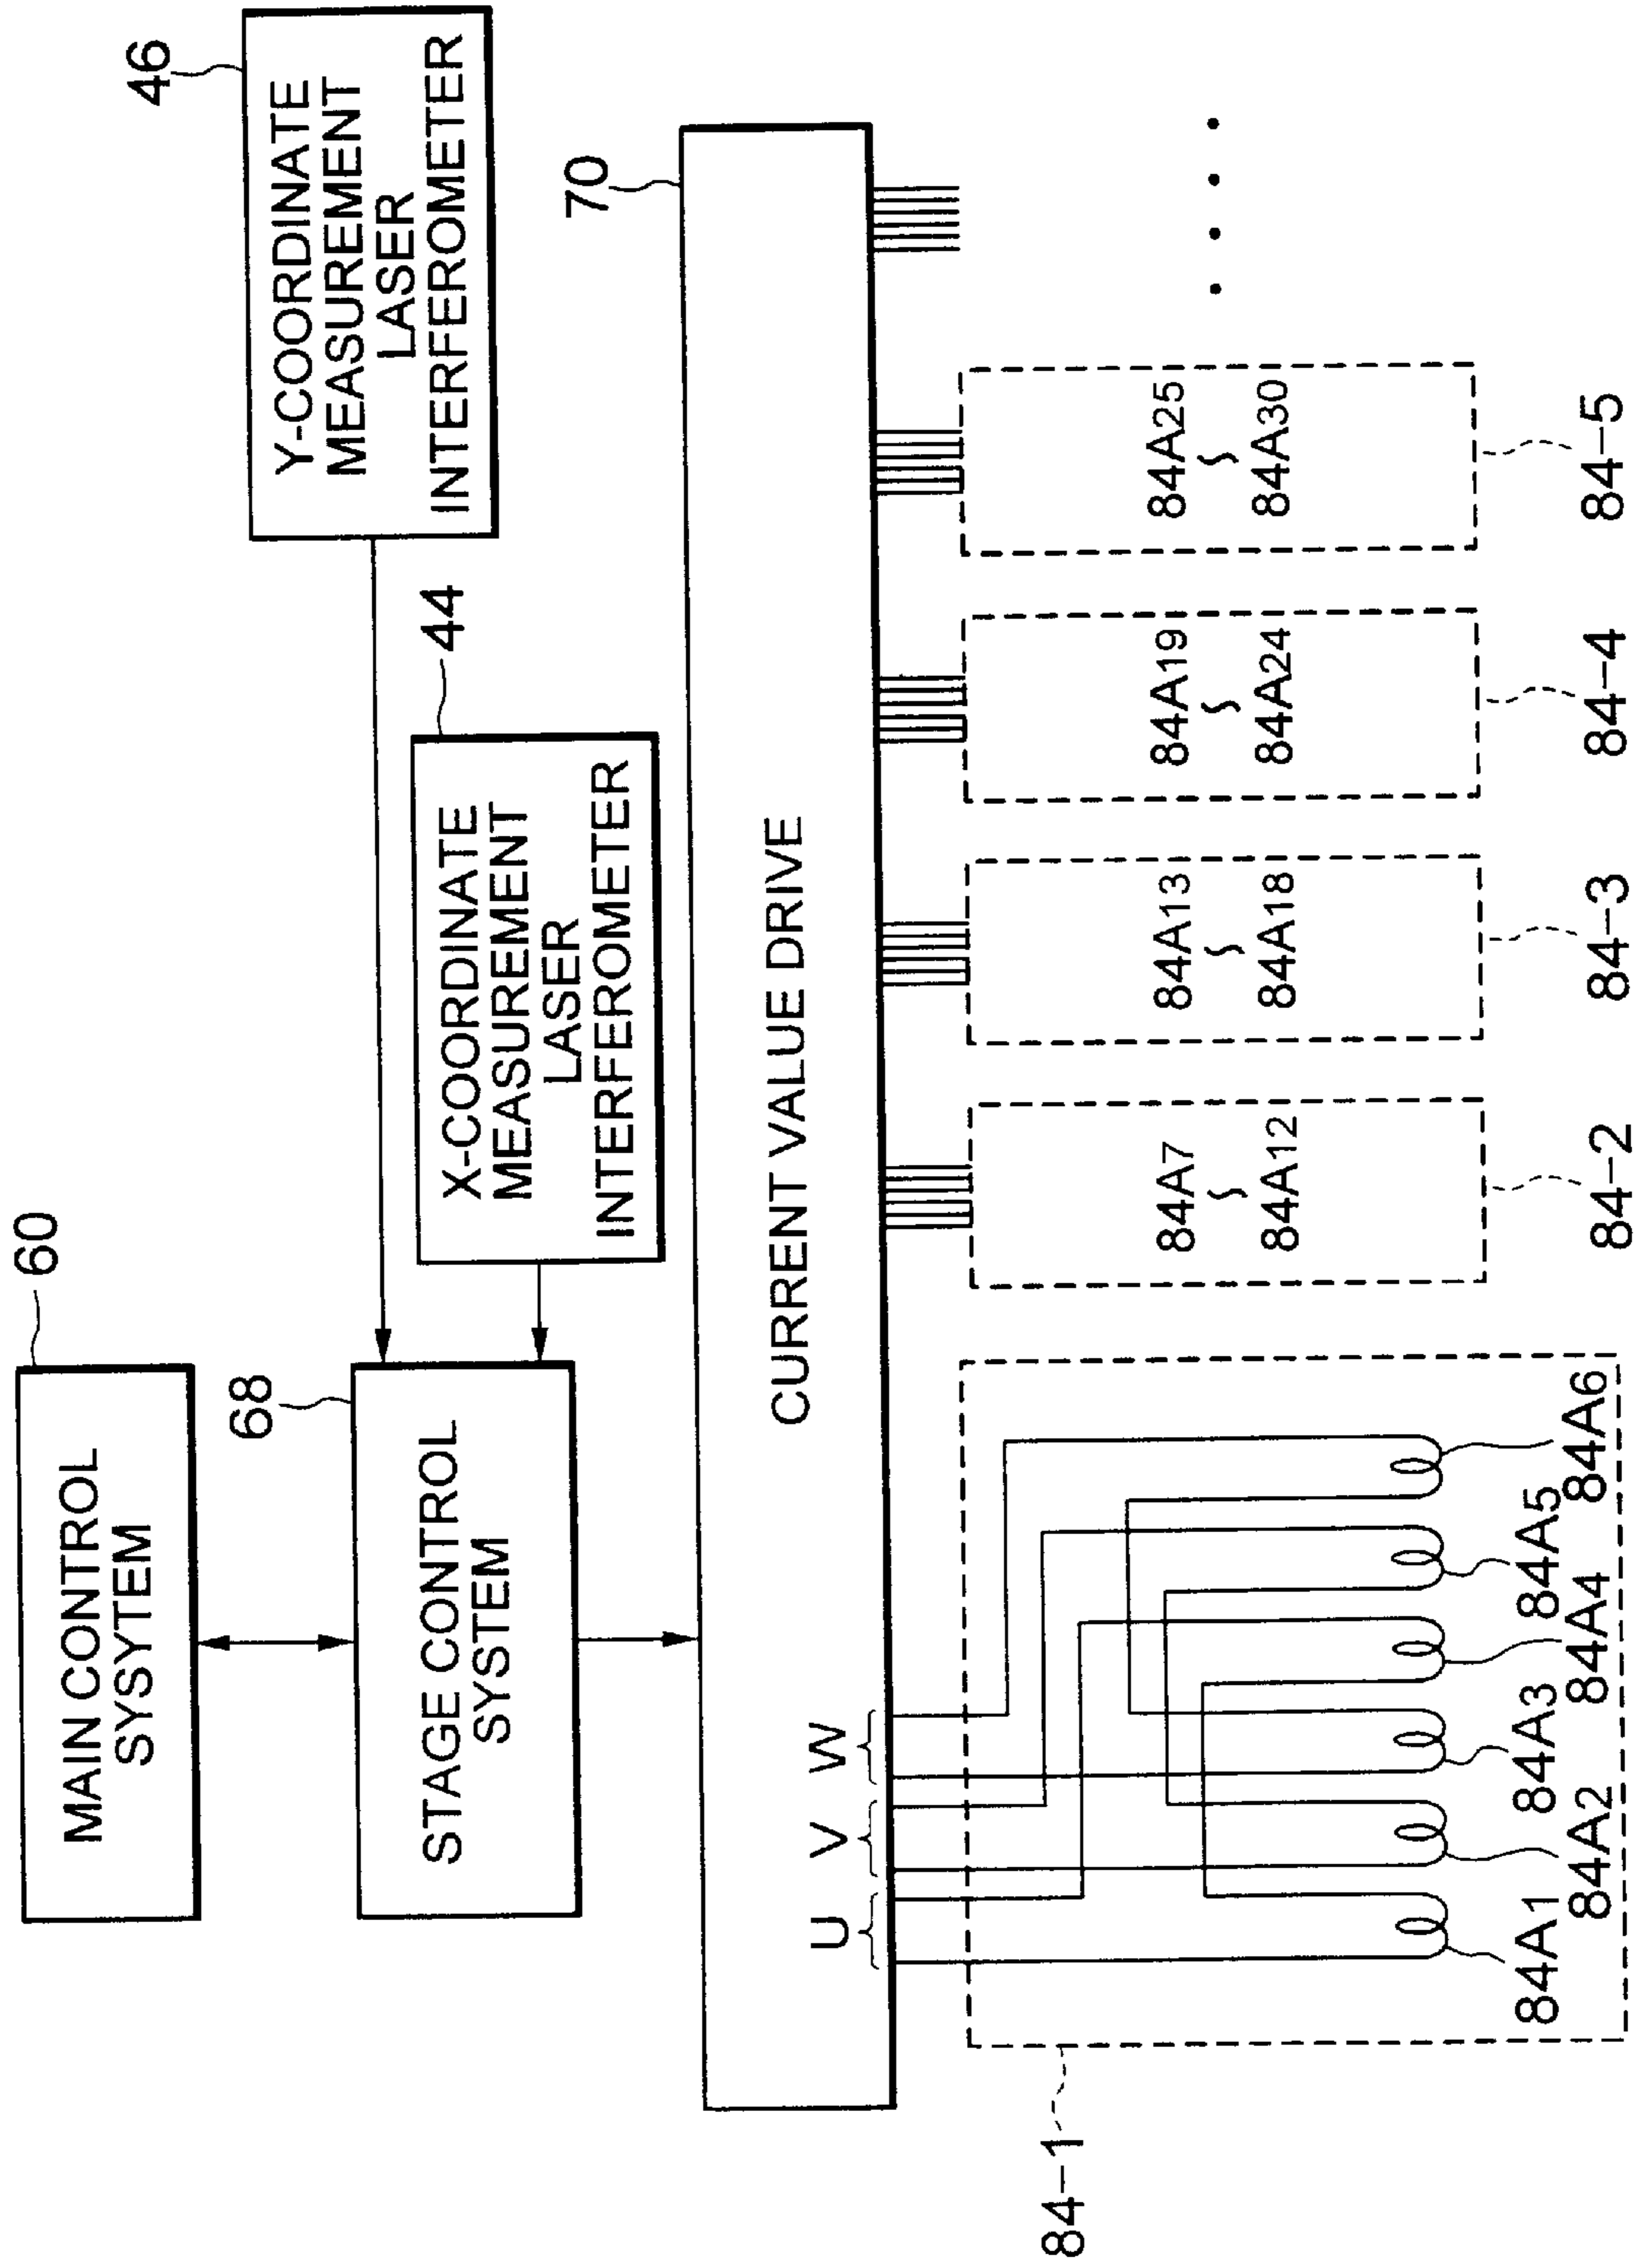 MAIN CONTROL
SYSYTEM
60
STAGE CONTROL
SYSTEM
68
Y-COORDINATE
MEASUREMENT
LASER
INTERFEROMETER
46
X-COORDINATE
MEASUREMENT
LASER
INTERFEROMETER
44
CURRENT VALUE DRIVE
70
U
V
W
84A1
84A2
84A3
84A4
84A5
84A6
84-1
84A7
~
84A12
84-2
84A13
~
84A18
84-3
84A19
~
84A24
84-4
84A25
~
84A30
84-5
. . . .